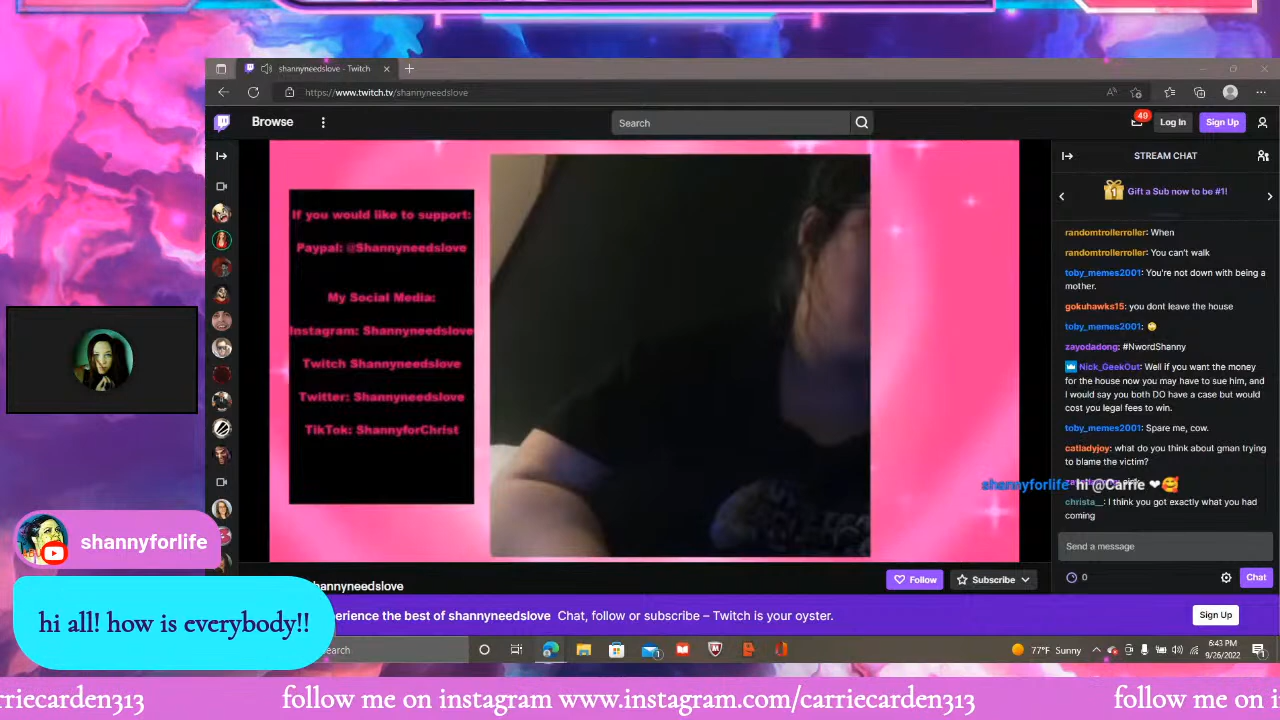 shannyneedslove - Twitch
https://www.twitch.tv/shannyneedslove
Browse
Search
49
Log In
Sign Up
If you would like to support:
Paypal: @Shannyneedslove
My Social Media:
Instagram: Shannyneedslove
Twitch Shannyneedslove
Twitter: Shannyneedslove
TikTok: ShannyforChrist
STREAM CHAT
1
Gift a Sub now to be #1!
randomtrollerroller: When
randomtrollerroller: You can't walk
toby_memes2001: You're not down with being a
mother.
gokuhawks15: you dont leave the house
toby_memes2001:
zayodadong: #NwordShanny
Nick_GeekOut: Well if you want the money
for the house now you may have to sue him, and
I would say you both DO have a case but would
cost you legal fees to win.
toby_memes2001: Spare me, cow.
catladyjoy: what do you think about gman trying
to blame the victim?
shannyforlife hi @Carrie ❤🥰
christa__: I think you got exactly what you had
coming
Send a message
0
Chat
shannyforlife
hi all! how is everybody!!
hannyneedslove
Follow
Subscribe
perience the best of shannyneedslove Chat, follow or subscribe – Twitch is your oyster.
Sign Up
earch
77°F Sunny
6:43 PM
9/26/2022
rriecarden313
follow me on instagram www.instagram.com/carriecarden313
follow me on i